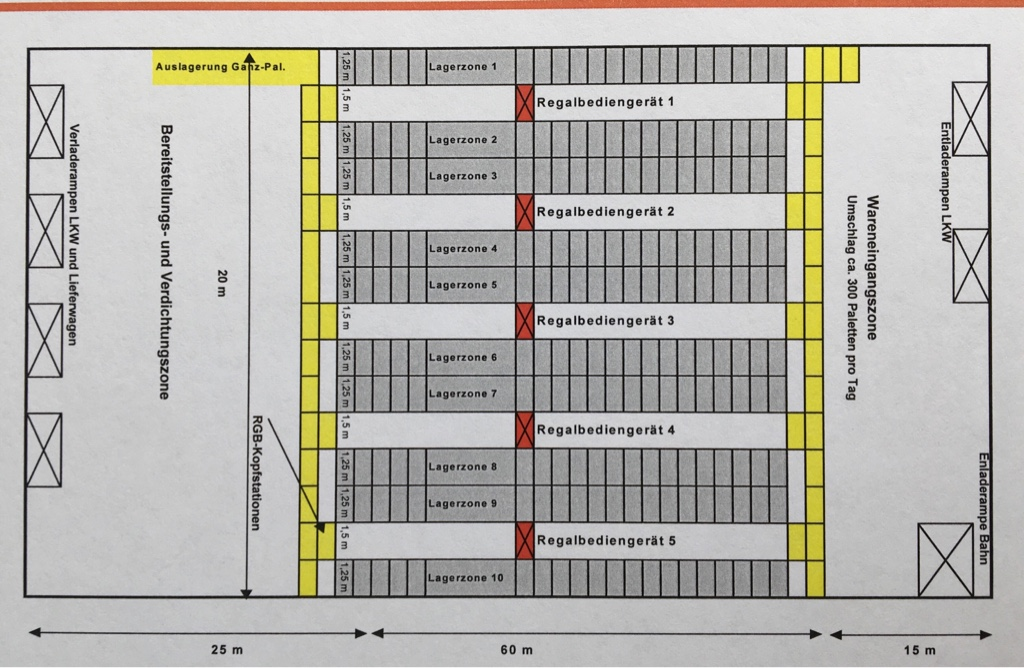 Auslagerung Ganz-Pal.
1,25 m
Lagerzone 1
1,5 m
Regalbediengerät 1
1,25 m
Lagerzone 2
1,25 m
Lagerzone 3
1,5 m
Regalbediengerät 2
1,25 m
Lagerzone 4
1,25 m
Lagerzone 5
1,5 m
Regalbediengerät 3
1,25 m
Lagerzone 6
1,25 m
Lagerzone 7
1,5 m
Regalbediengerät 4
1,25 m
Lagerzone 8
1,25 m
Lagerzone 9
1,5 m
Regalbediengerät 5
1,25 m
Lagerzone 10
Verladerampen LKW und Lieferwagen
Bereitstellungs- und Verdichtungszone
20 m
RGB-Kopfstationen
Wareneingangszone
Umschlag ca. 300 Paletten pro Tag
Entladerampen LKW
Enladerampe Bahn
25 m
60 m
15 m